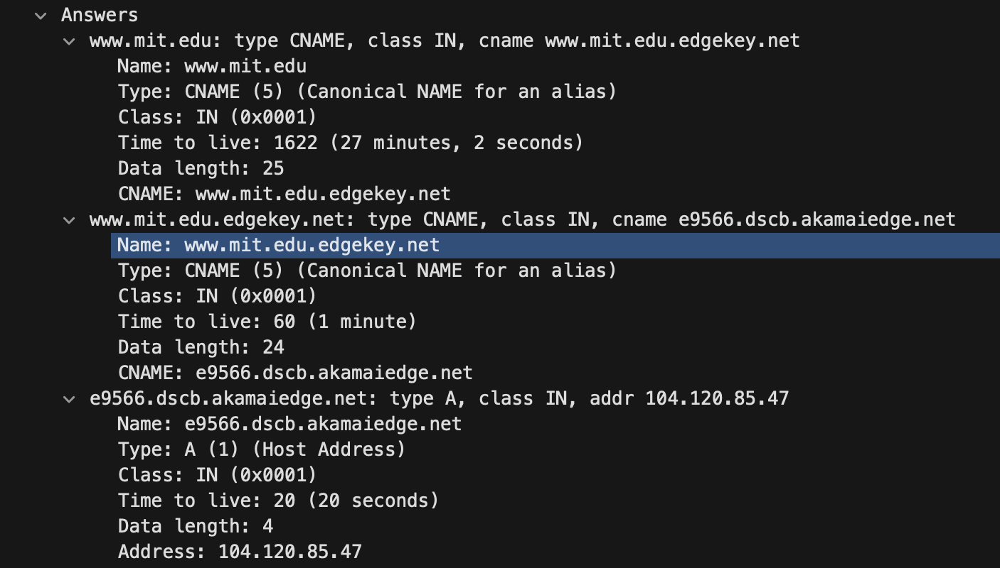 Answers
www.mit.edu: type CNAME, class IN, cname www.mit.edu.edgekey.net
Name: www.mit.edu
Type: CNAME (5) (Canonical NAME for an alias)
Class: IN (0x0001)
Time to live: 1622 (27 minutes, 2 seconds)
Data length: 25
CNAME: www.mit.edu.edgekey.net
www.mit.edu.edgekey.net: type CNAME, class IN, cname e9566.dscb.akamaiedge.net
Name: www.mit.edu.edgekey.net
Type: CNAME (5) (Canonical NAME for an alias)
Class: IN (0x0001)
Time to live: 60 (1 minute)
Data length: 24
CNAME: e9566.dscb.akamaiedge.net
e9566.dscb.akamaiedge.net: type A, class IN, addr 104.120.85.47
Name: e9566.dscb.akamaiedge.net
Type: A (1) (Host Address)
Class: IN (0x0001)
Time to live: 20 (20 seconds)
Data length: 4
Address: 104.120.85.47